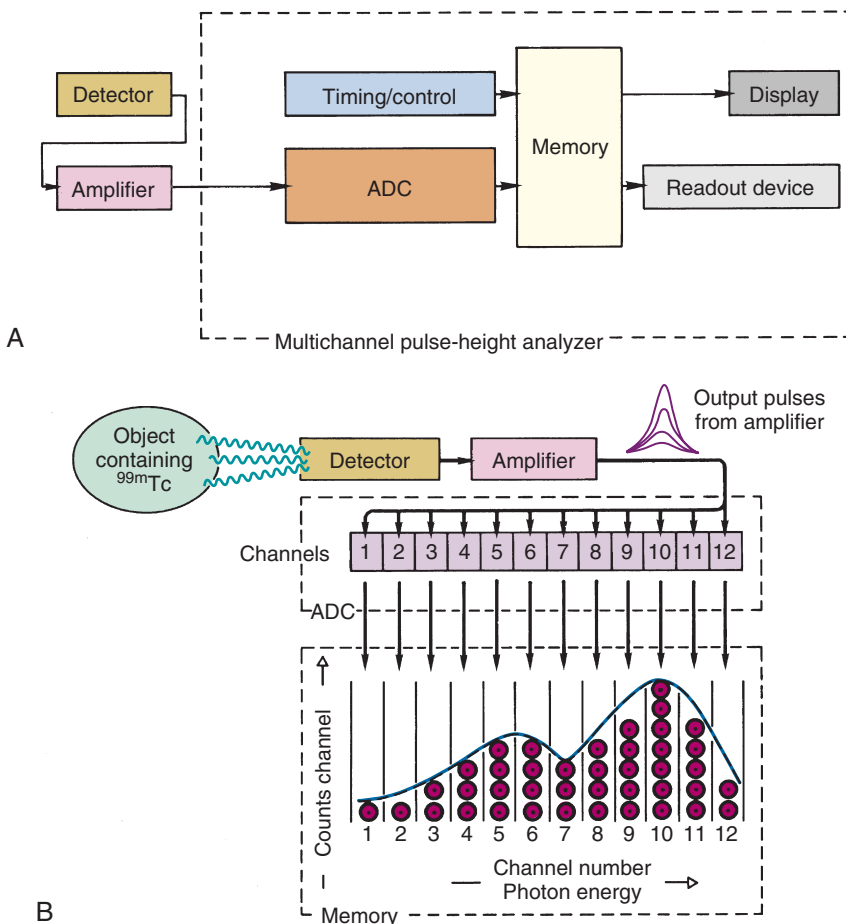 Detector
Timing/control
Display
Memory
Amplifier
ADC
Readout device
A
Multichannel pulse-height analyzer
Output pulses
from amplifier
Object
containing
99mTc
Detector
Amplifier
Channels
1 2 3 4 5 6 7 8 9 10 11 12
ADC
Counts channel
1 2 3 4 5 6 7 8 9 10 11 12
Channel number
Photon energy
B
Memory